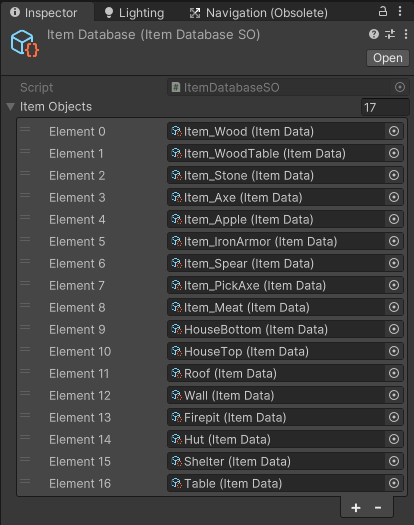 Inspector Lighting Navigation (Obsolete)
Item Database (Item Database SO)
Open
Script ItemDatabaseSO
Item Objects 17
Element 0 Item_Wood (Item Data)
Element 1 Item_WoodTable (Item Data)
Element 2 Item_Stone (Item Data)
Element 3 Item_Axe (Item Data)
Element 4 Item_Apple (Item Data)
Element 5 Item_IronArmor (Item Data)
Element 6 Item_Spear (Item Data)
Element 7 Item_PickAxe (Item Data)
Element 8 Item_Meat (Item Data)
Element 9 HouseBottom (Item Data)
Element 10 HouseTop (Item Data)
Element 11 Roof (Item Data)
Element 12 Wall (Item Data)
Element 13 Firepit (Item Data)
Element 14 Hut (Item Data)
Element 15 Shelter (Item Data)
Element 16 Table (Item Data)
+ -